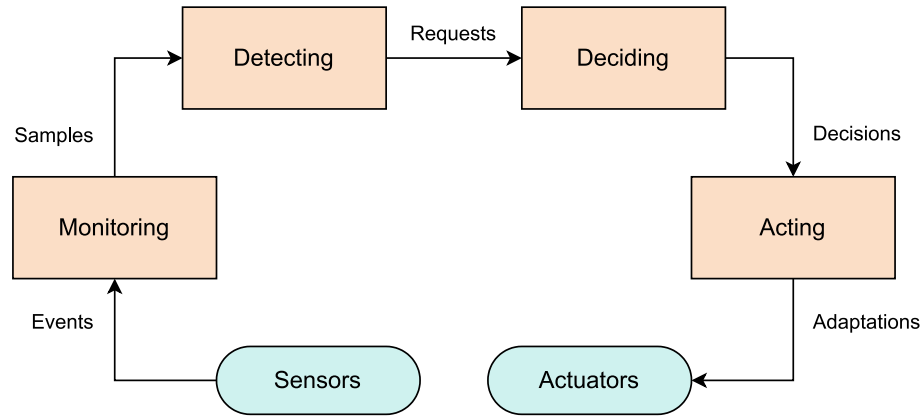 Detecting
Requests
Deciding
Samples
Decisions
Monitoring
Acting
Events
Adaptations
Sensors
Actuators